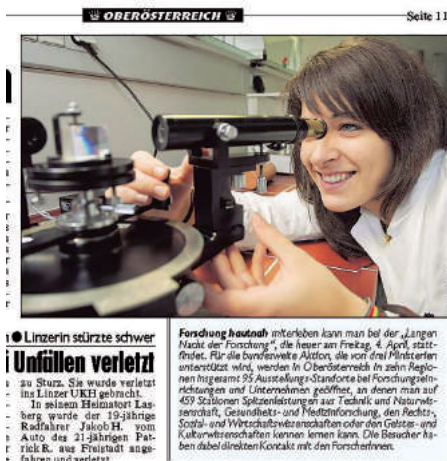 OBERÖSTERREICH
Seite 11
Linzerin stürzte schwer
Unfällen verletzt
zu Sturz. Sie wurde verletzt
ins Linzer UKH gebracht.
In seinem Heimatort Las-
berg wurde der 19-jährige
Radfahrer Jakob H. vom
Auto des 21-jährigen Pat-
rick R. aus Freistadt ange-
fahren und verletzt
Forschung hautnah miterleben kann man bei der „Langen
Nacht der Forschung“, die heuer am Freitag, 4. April, statt-
findet. Für die bundesweite Aktion, die von drei Ministerien
unterstützt wird, werden in Oberösterreich in zehn Regio-
nen insgesamt 95 Ausstellungs-Standorte bei Forschungsein-
richtungen und Unternehmen geöffnet, an denen man auf
459 Stationen Spitzenleistungen aus Technik und Naturwis-
senschaft, Gesundheits- und Medizinforschung, den Rechts-,
Sozial- und Wirtschaftswissenschaften oder den Geistes- und
Kulturwissenschaften kennen lernen kann. Die Besucher ha-
ben dabei direkten Kontakt mit den ForscherInnen.